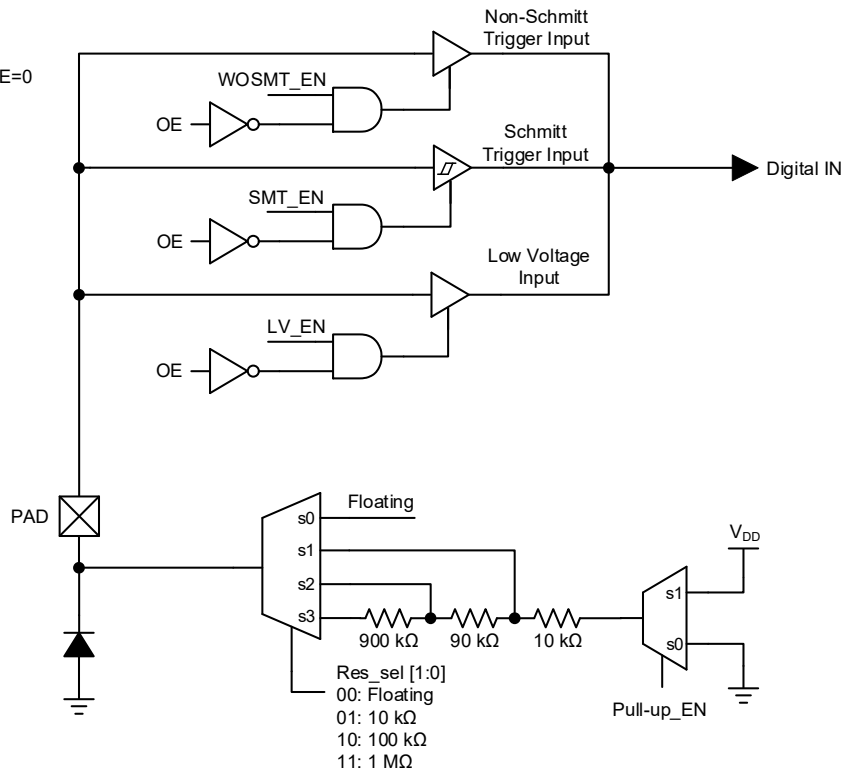 Non-Schmitt
Trigger Input
E=0
WOSMT_EN
OE
Schmitt
Trigger Input
Digital IN
SMT_EN
OE
Low Voltage
Input
LV_EN
OE
PAD
Floating
s0
s1
s2
s3
900 kΩ
90 kΩ
10 kΩ
VDD
s1
s0
Pull-up_EN
Res_sel [1:0]
00: Floating
01: 10 kΩ
10: 100 kΩ
11: 1 MΩ